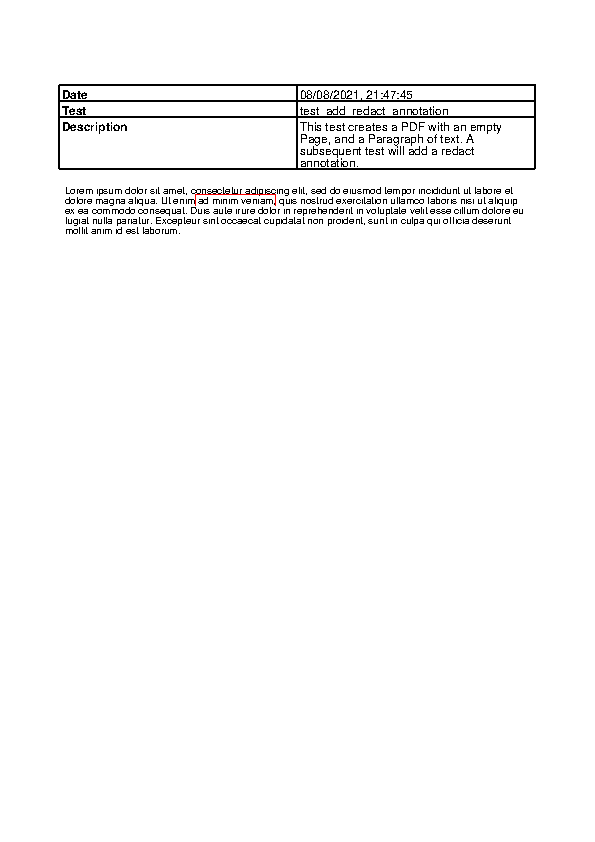 Date 08/08/2021, 21:47:45
Test test_add_redact_annotation
Description This test creates a PDF with an empty
Page, and a Paragraph of text. A
subsequent test will add a redact
annotation.
Lorem ipsum dolor sit amet, consectetur adipiscing elit, sed do eiusmod tempor incididunt ut labore et
dolore magna aliqua. Ut enim ad minim veniam, quis nostrud exercitation ullamco laboris nisi ut aliquip
ex ea commodo consequat. Duis aute irure dolor in reprehenderit in voluptate velit esse cillum dolore eu
fugiat nulla pariatur. Excepteur sint occaecat cupidatat non proident, sunt in culpa qui officia deserunt
mollit anim id est laborum.